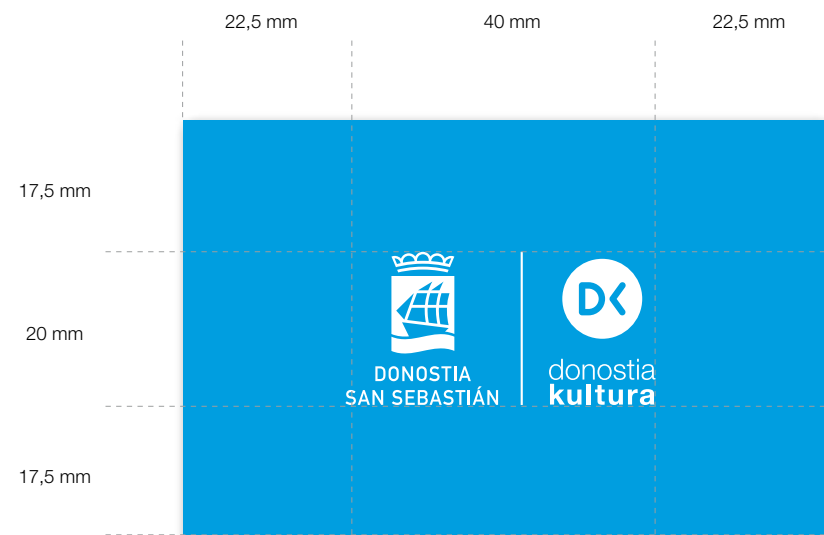 22,5 mm 40 mm 22,5 mm
17,5 mm
20 mm
17,5 mm
DONOSTIA
SAN SEBASTIÁN
DK
donostia
kultura